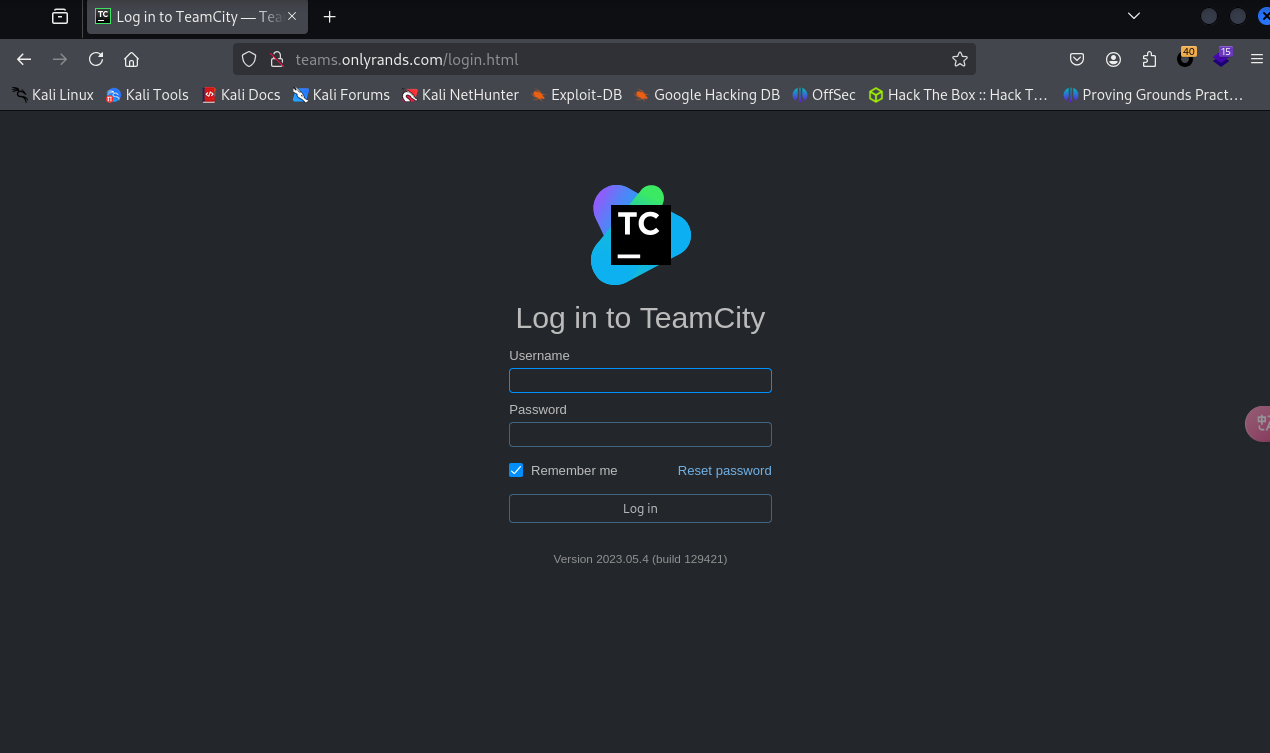 TC Log in to TeamCity — Tea
teams.onlyrands.com/login.html
40
15
Kali Linux Kali Tools Kali Docs Kali Forums Kali NetHunter Exploit-DB Google Hacking DB OffSec Hack The Box :: Hack T… Proving Grounds Pract…
TC
Log in to TeamCity
Username
Password
中
Remember me Reset password
Log in
Version 2023.05.4 (build 129421)